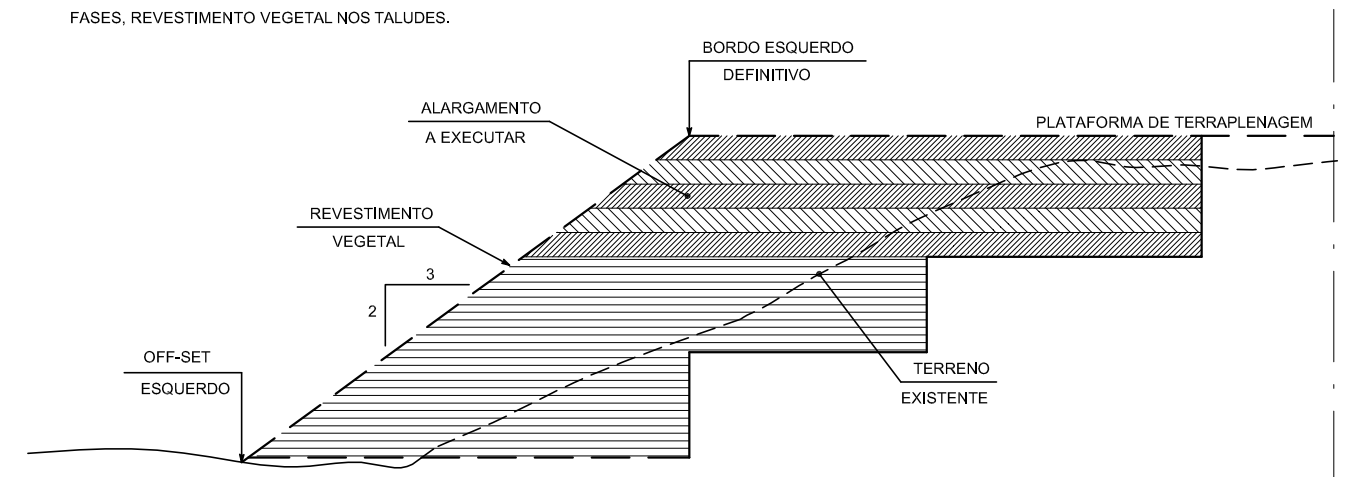 FASES, REVESTIMENTO VEGETAL NOS TALUDES.
BORDO ESQUERDO
DEFINITIVO
ALARGAMENTO
A EXECUTAR
PLATAFORMA DE TERRAPLENAGEM
REVESTIMENTO
VEGETAL
3
2
OFF-SET
ESQUERDO
TERRENO
EXISTENTE